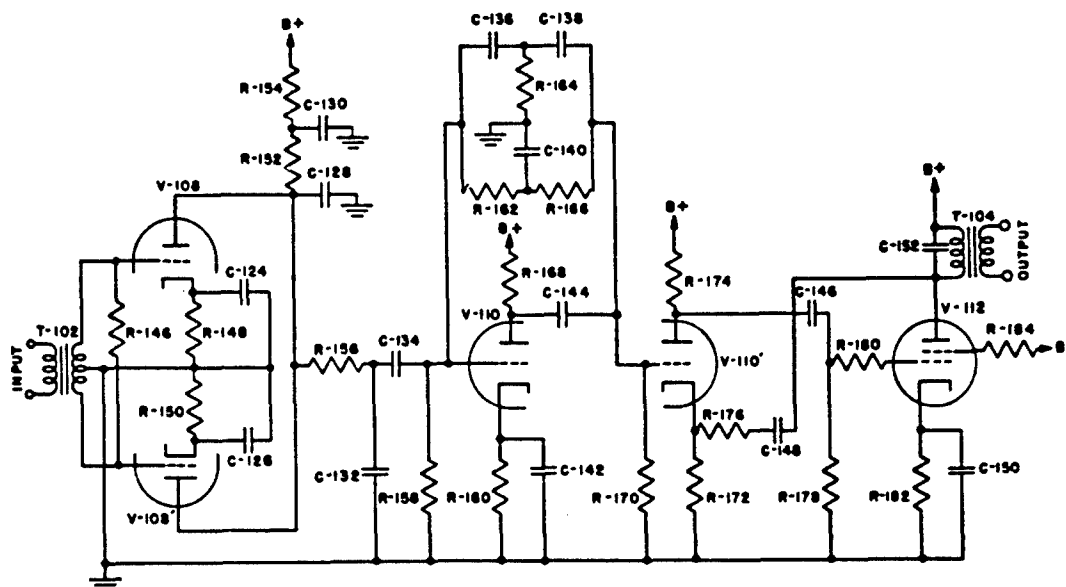 C-136
C-138
B+
R-154
C-130
R-164
C-140
R-152
C-128
V-108
R-162
R-166
B+
B+
B+
T-104
C-152
OUTPUT
R-168
C-144
R-174
C-146
V-112
R-184
B
C-124
R-146
R-148
T-102
INPUT
R-156
C-134
V-110
V-110'
R-180
R-150
C-126
R-176
C-148
C-132
R-158
R-160
C-142
R-170
R-172
R-178
R-182
C-150
V-108'